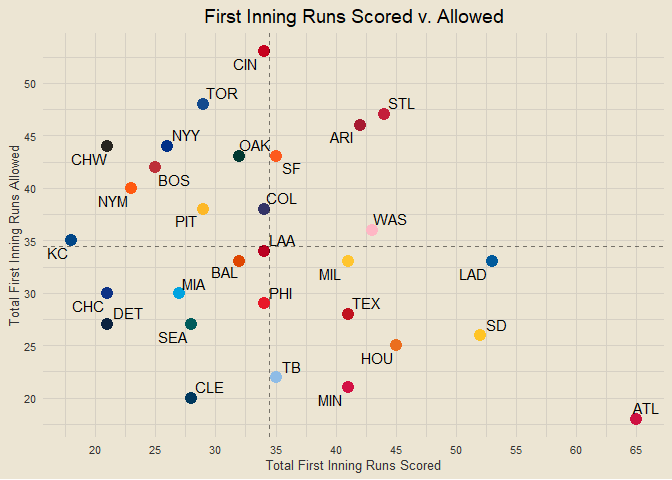 First Inning Runs Scored v. Allowed
Total First Inning Runs Allowed
50
45
40
35
30
25
20
CIN
TOR
STL
NYY
ARI
CHW
OAK
SF
BOS
NYM
COL
PIT
WAS
KC
LAA
BAL
MIL
LAD
MIA
CHC
PHI
DET
TEX
SEA
SD
HOU
TB
CLE
MIN
ATL
20 25 30 35 40 45 50 55 60 65
Total First Inning Runs Scored